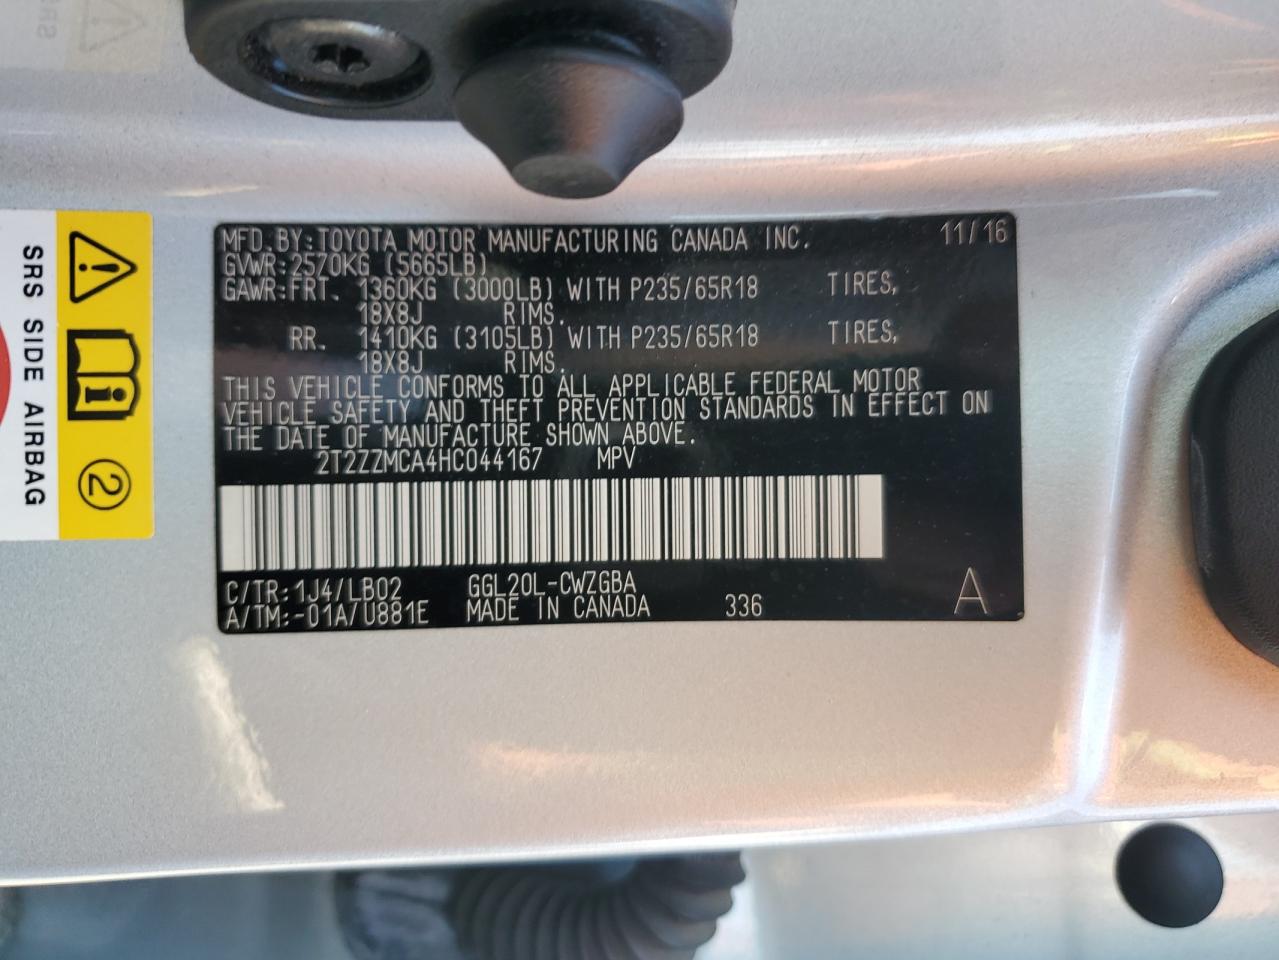 MFD.BY:TOYOTA MOTOR MANUFACTURING CANADA INC. 11/16
GVWR:2570KG (5665LB)
GAWR:FRT. 1360KG (3000LB) WITH P235/65R18 TIRES,
18X8J RIMS.
RR. 1410KG (3105LB) WITH P235/65R18 TIRES,
18X8J RIMS.
THIS VEHICLE CONFORMS TO ALL APPLICABLE FEDERAL MOTOR
VEHICLE SAFETY AND THEFT PREVENTION STANDARDS IN EFFECT ON
THE DATE OF MANUFACTURE SHOWN ABOVE.
2T2ZZMCA4HC044167 MPV
C/TR:1J4/LB02 GGL20L-CWZGBA
A/TM:-01A/U881E MADE IN CANADA 336 A
SRS SIDE AIRBAG
2
SRS